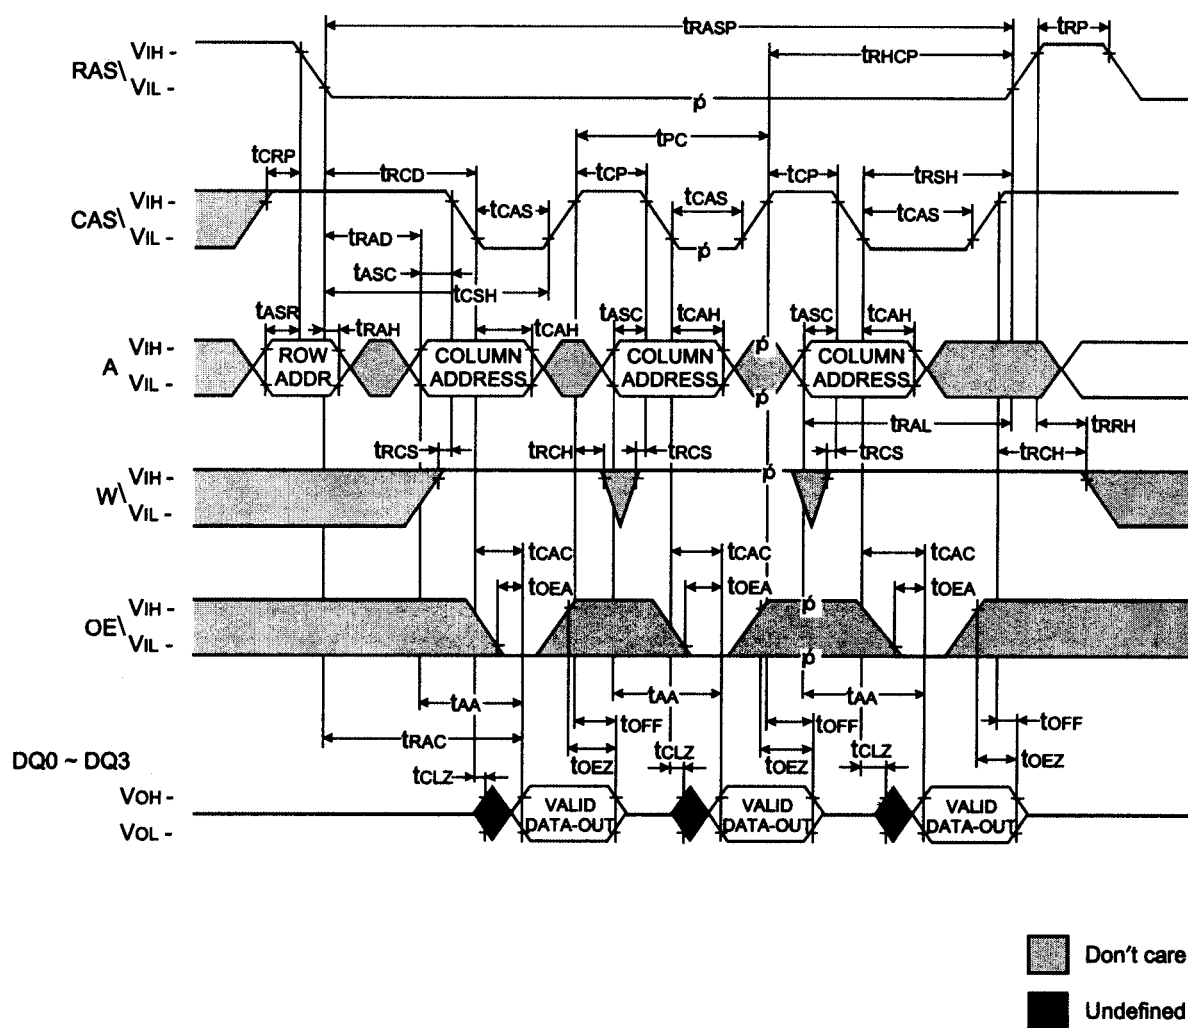 tRASP tRP
VIH -
RAS\
VIL -
tRHCP
tPC
tCRP tRCD tCP tCP tRSH
VIH -
CAS\
VIL -
tCAS tCAS tCAS
tRAD
tASC
tCSH
tASR tRAH tCAH tASC tCAH tASC tCAH
VIH -
A
VIL -
ROW ADDR
COLUMN ADDRESS
COLUMN ADDRESS
COLUMN ADDRESS
tRAL tRRH
tRCS tRCH tRCS tRCS tRCH
VIH -
W\
VIL -
tCAC tCAC tCAC
tOEA tOEA tOEA
VIH -
OE\
VIL -
tAA tAA tAA
tRAC tOFF tOFF tOFF
DQ0 ~ DQ3
tCLZ tOEZ tCLZ tOEZ tCLZ tOEZ
VOH -
VOL -
VALID DATA-OUT
VALID DATA-OUT
VALID DATA-OUT
Don't care
Undefined